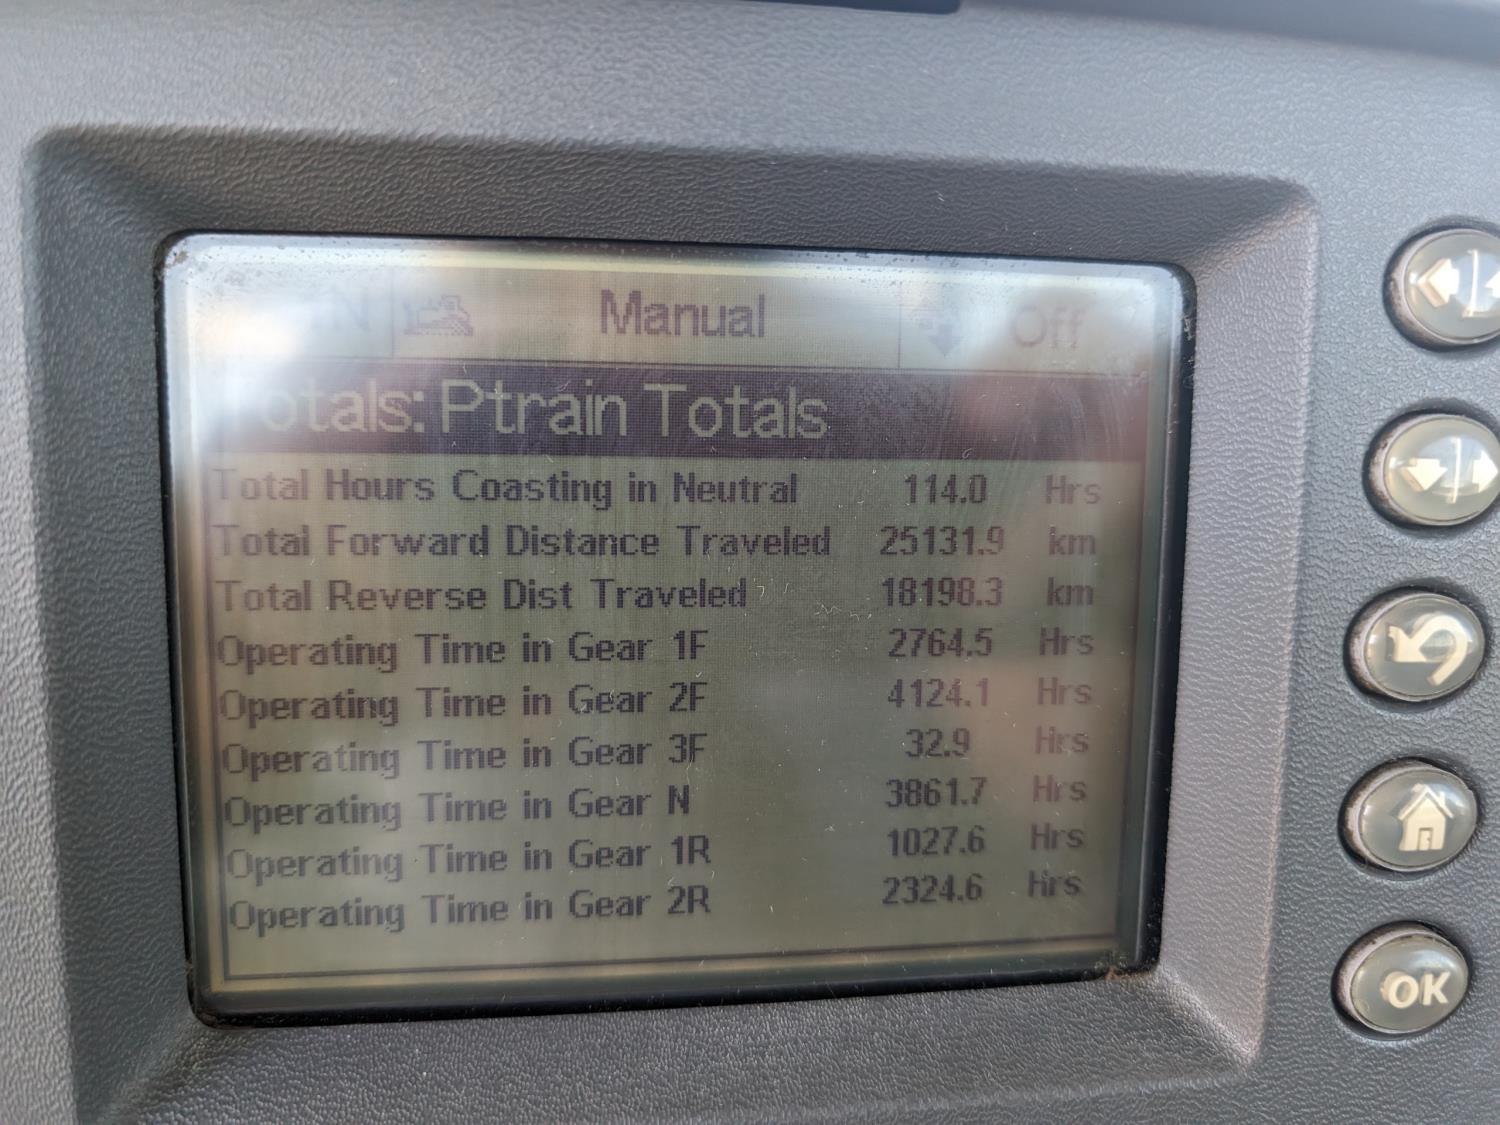 N Manual Off
Totals: Ptrain Totals
Total Hours Coasting in Neutral 114.0 Hrs
Total Forward Distance Traveled 25131.9 km
Total Reverse Dist Traveled 18198.3 km
Operating Time in Gear 1F 2764.5 Hrs
Operating Time in Gear 2F 4124.1 Hrs
Operating Time in Gear 3F 32.9 Hrs
Operating Time in Gear N 3861.7 Hrs
Operating Time in Gear 1R 1027.6 Hrs
Operating Time in Gear 2R 2324.6 Hrs
OK